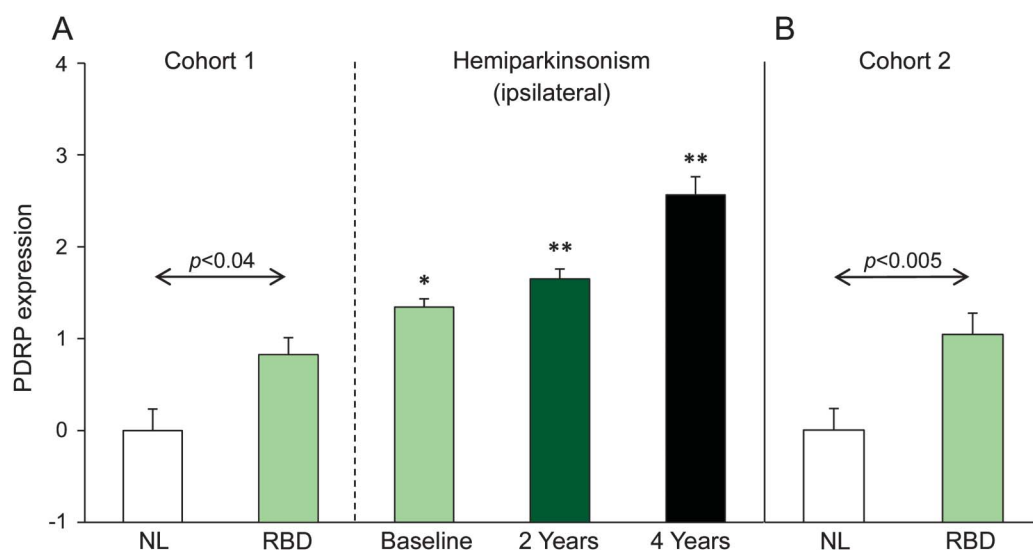 A
B
Cohort 1
Hemiparkinsonism
(ipsilateral)
Cohort 2
PDRP expression
4
3
2
1
0
-1
p<0.04
*
**
**
p<0.005
NL
RBD
Baseline
2 Years
4 Years
NL
RBD